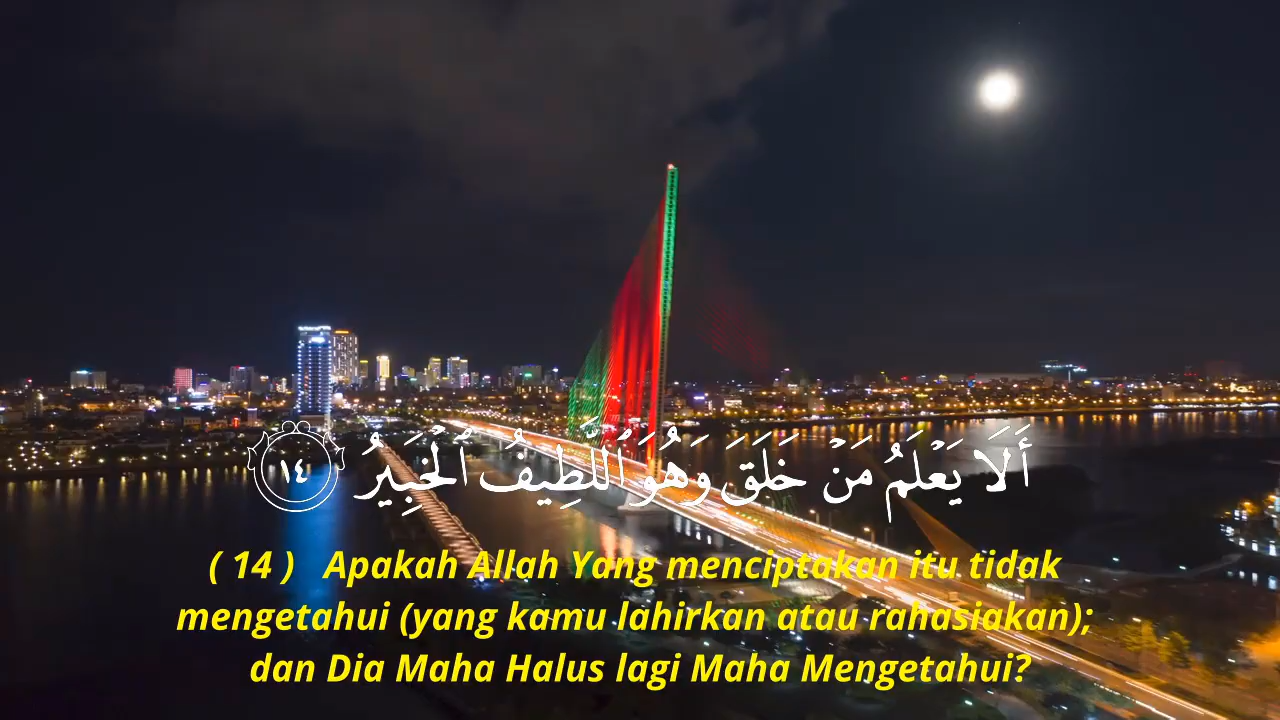 أَلَا يَعْلَمُ مَنْ خَلَقَ وَهُوَ ٱللَّطِيفُ ٱلْخَبِيرُ ١٤
( 14 ) Apakah Allah Yang menciptakan itu tidak
mengetahui (yang kamu lahirkan atau rahasiakan);
dan Dia Maha Halus lagi Maha Mengetahui?